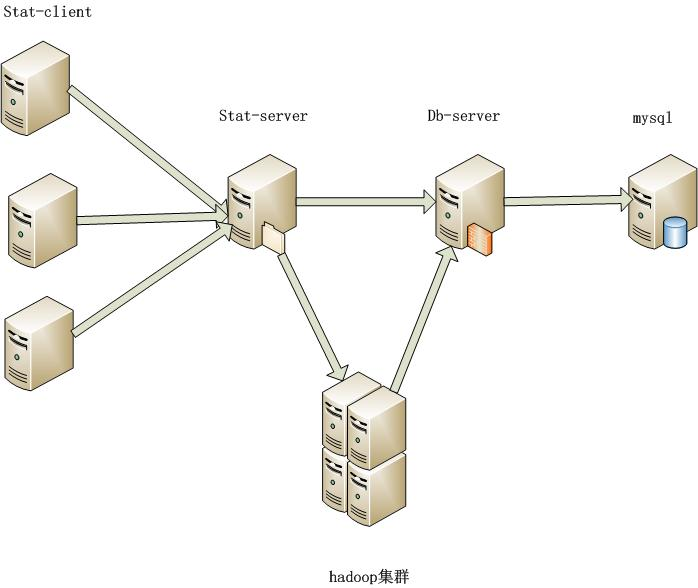 Stat-client
Stat-server
Db-server
mysql
hadoop集群